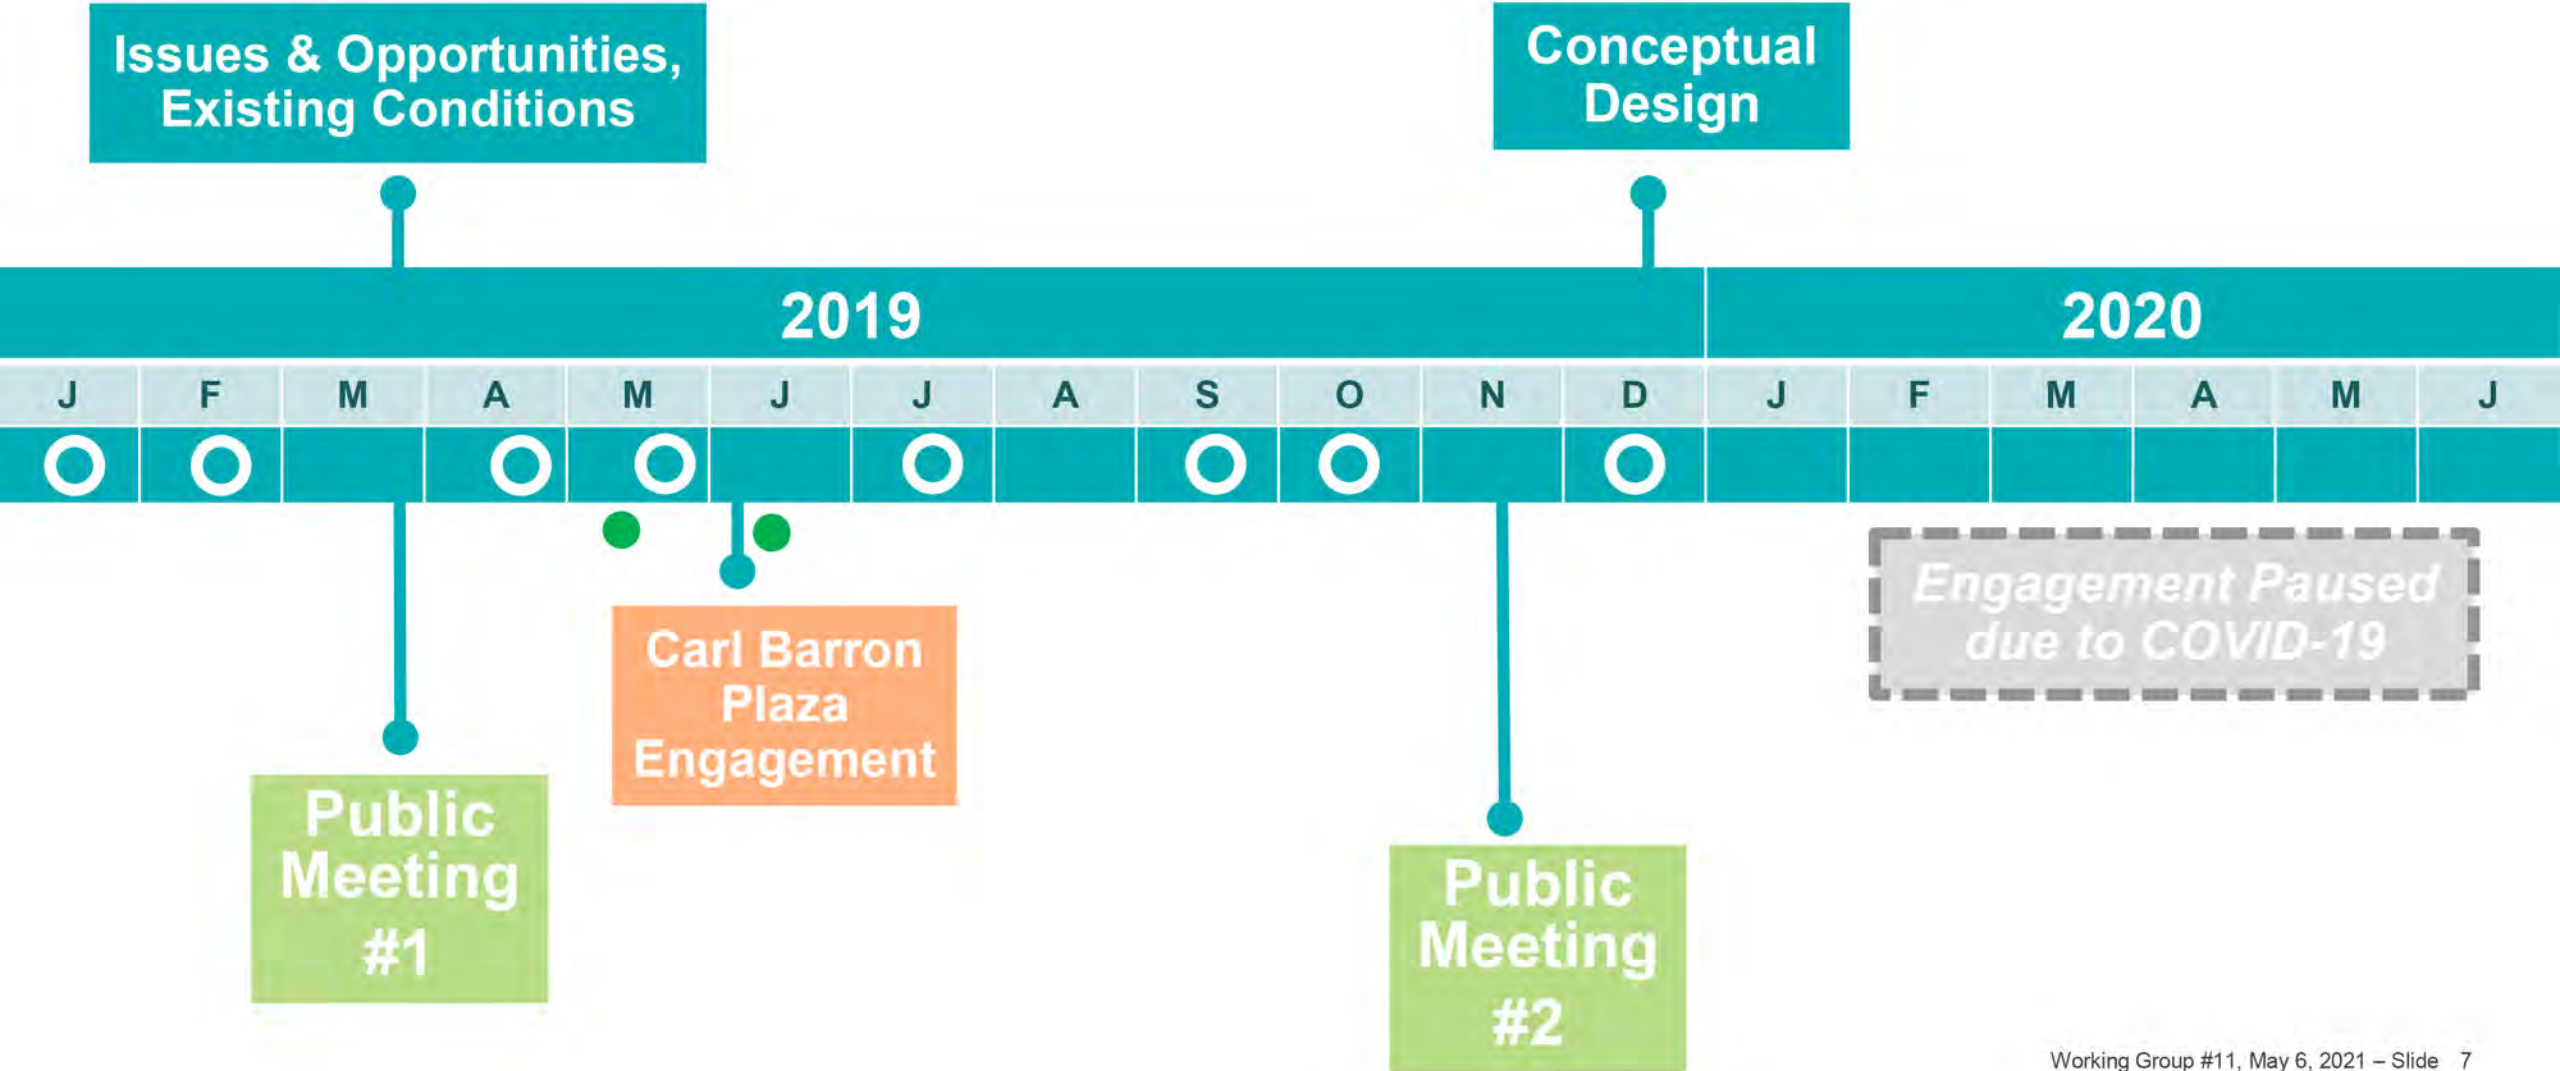 Issues & Opportunities,
Existing Conditions
Conceptual
Design
2019
2020
J F M A M J J A S O N D J F M A M J
Engagement Paused
due to COVID-19
Carl Barron
Plaza
Engagement
Public
Meeting
#1
Public
Meeting
#2
Working Group #11, May 6, 2021 – Slide 7